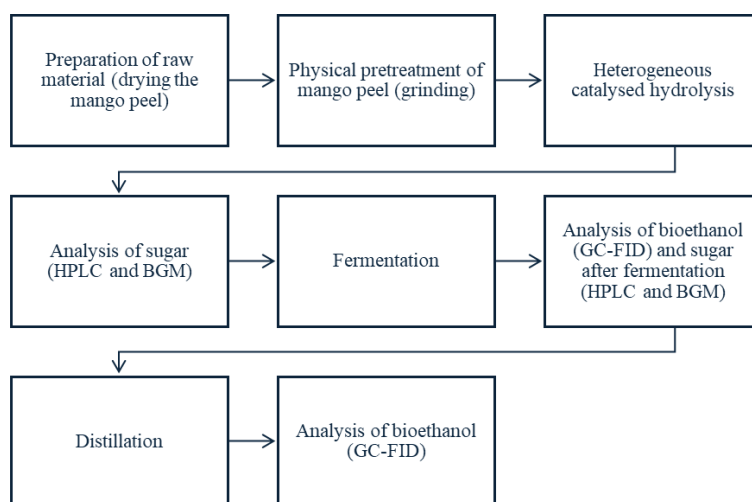 Preparation of raw
material (drying the
mango peel)
Physical pretreatment of
mango peel (grinding)
Heterogeneous
catalysed hydrolysis
Analysis of sugar
(HPLC and BGM)
Fermentation
Analysis of bioethanol
(GC-FID) and sugar
after fermentation
(HPLC and BGM)
Distillation
Analysis of bioethanol
(GC-FID)